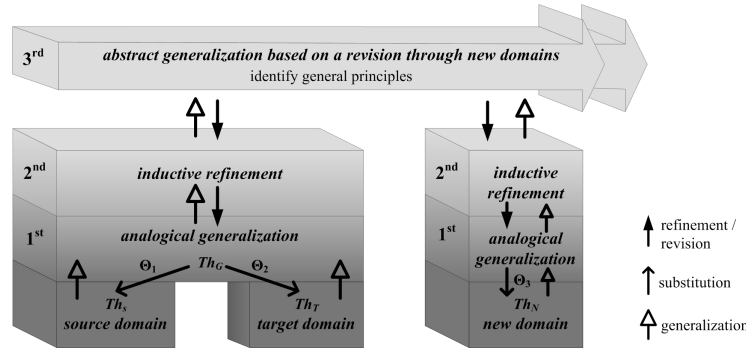 3rd
abstract generalization based on a revision through new domains
identify general principles
2nd
inductive refinement
1st
analogical generalization
Θ1
ThG
Θ2
ThS
source domain
ThT
target domain
2nd
inductive
refinement
1st
analogical
generalization
Θ3
ThN
new domain
refinement /
revision
substitution
generalization